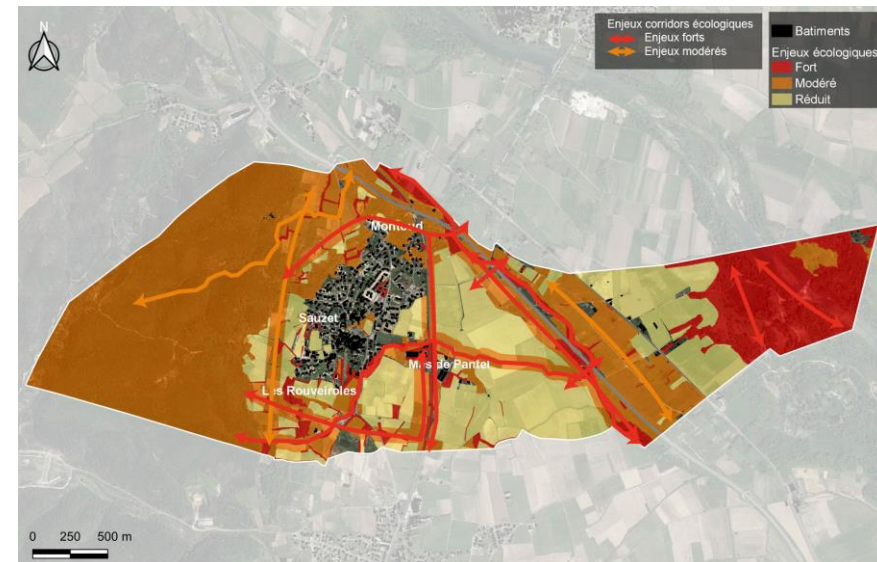 N
Enjeux corridors écologiques
Enjeux forts
Enjeux modérés
Batiments
Enjeux écologiques
Fort
Modéré
Réduit
Montaud
Sauzet
Mas de Pantel
Les Rouveiroles
0 250 500 m